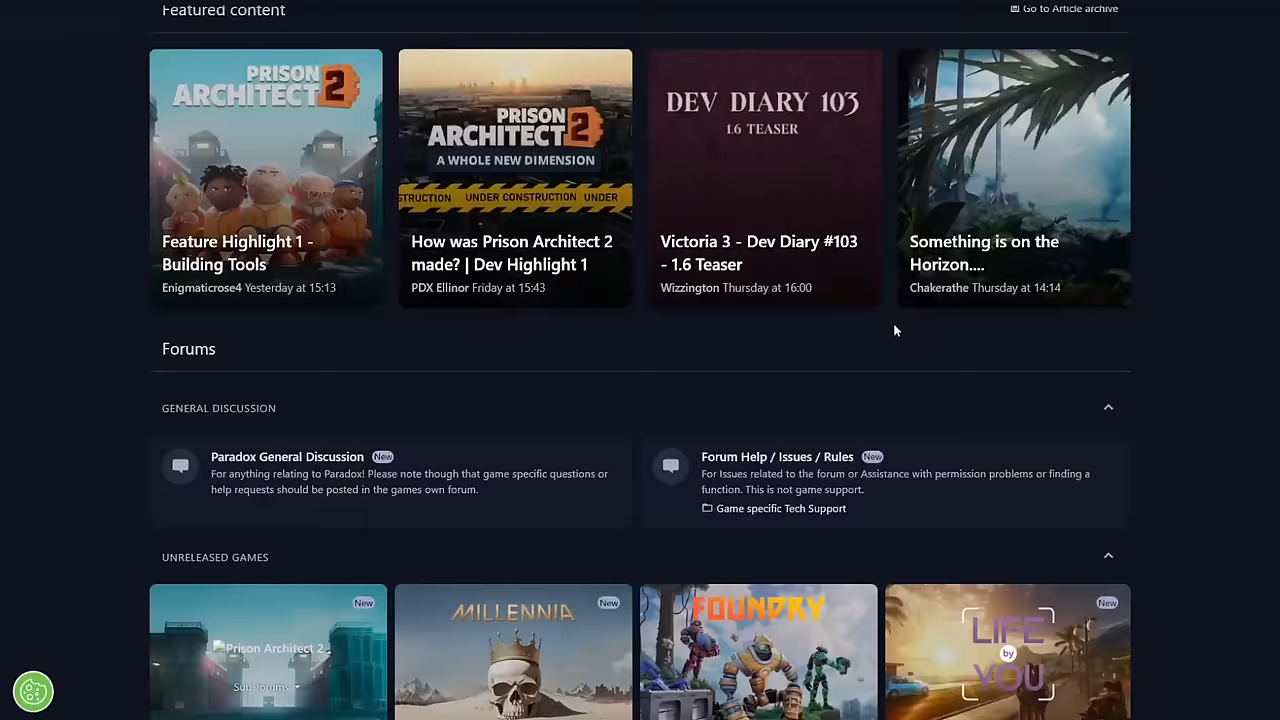 Featured content
Go to Article archive
PRISON
ARCHITECT 2
Feature Highlight 1 -
Building Tools
Enigmaticrose4 Yesterday at 15:13
PRISON
ARCHITECT 2
A WHOLE NEW DIMENSION
STRUCTION UNDER CONSTRUCTION UNDER
How was Prison Architect 2
made? | Dev Highlight 1
PDX Ellinor Friday at 15:43
DEV DIARY 103
1.6 TEASER
Victoria 3 - Dev Diary #103
- 1.6 Teaser
Wizzington Thursday at 16:00
Something is on the
Horizon....
Chakerathe Thursday at 14:14
Forums
GENERAL DISCUSSION
Paradox General Discussion New
For anything relating to Paradox! Please note though that game specific questions or
help requests should be posted in the games own forum.
Forum Help / Issues / Rules New
For Issues related to the forum or Assistance with permission problems or finding a
function. This is not game support.
Game specific Tech Support
UNRELEASED GAMES
New
Prison Architect 2
Sub-forums
New
MILLENNIA
FOUNDRY
New
LIFE
by
YOU